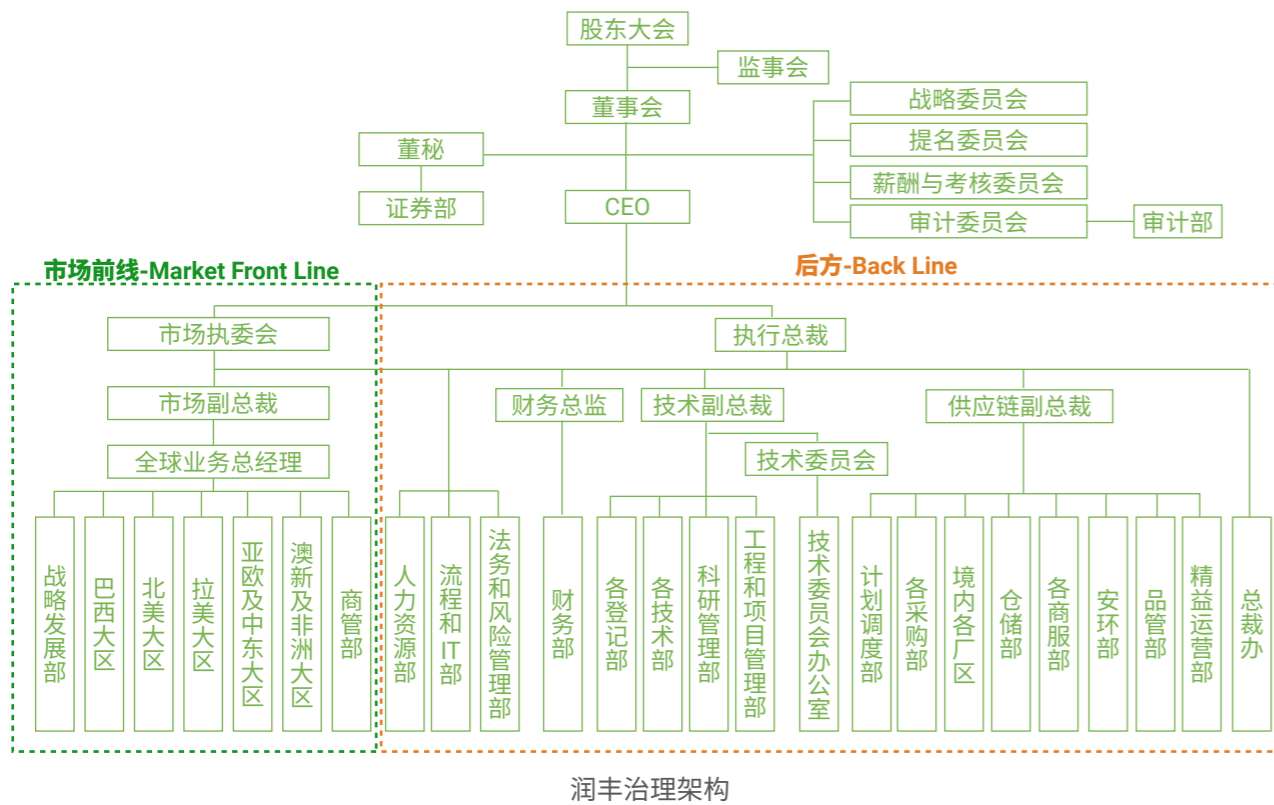 股东大会
监事会
董事会
战略委员会
提名委员会
董秘
薪酬与考核委员会
证券部
CEO
审计委员会
审计部
市场前线-Market Front Line
后方-Back Line
市场执委会
执行总裁
市场副总裁
财务总监
技术副总裁
供应链副总裁
全球业务总经理
技术委员会
战略发展部
巴西大区
北美大区
拉美大区
亚欧及中东大区
澳新及非洲大区
商管部
人力资源部
流程和IT部
法务和风险管理部
财务部
各登记部
各技术部
科研管理部
工程和项目管理部
技术委员会办公室
计划调度部
各采购部
境内各厂区
仓储部
各商服部
安环部
品管部
精益运营部
总裁办
润丰治理架构